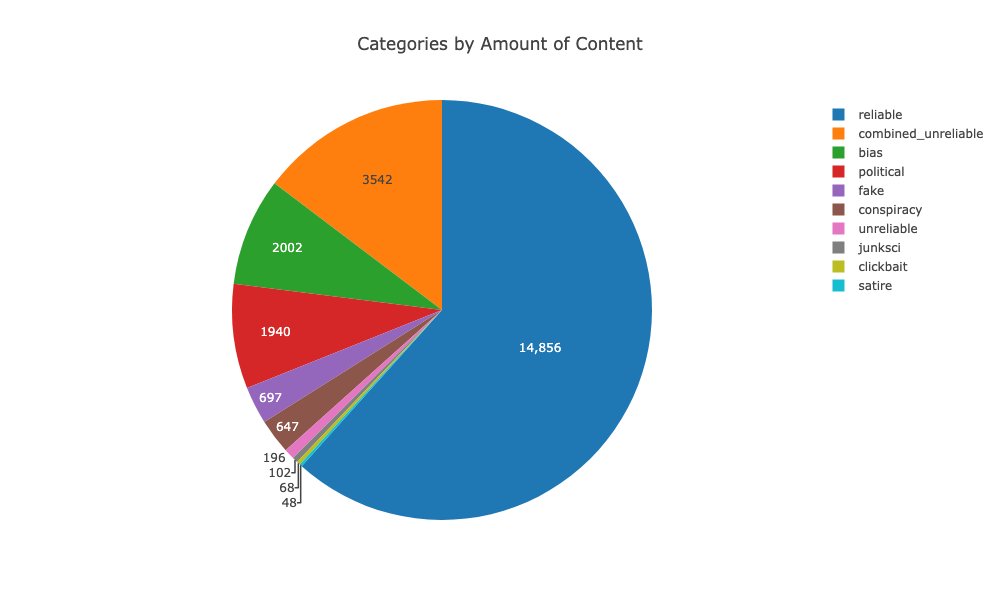 Categories by Amount of Content
reliable
combined_unreliable
bias
political
fake
conspiracy
unreliable
junksci
clickbait
satire
3542
2002
1940
14,856
697
647
196
102
68
48